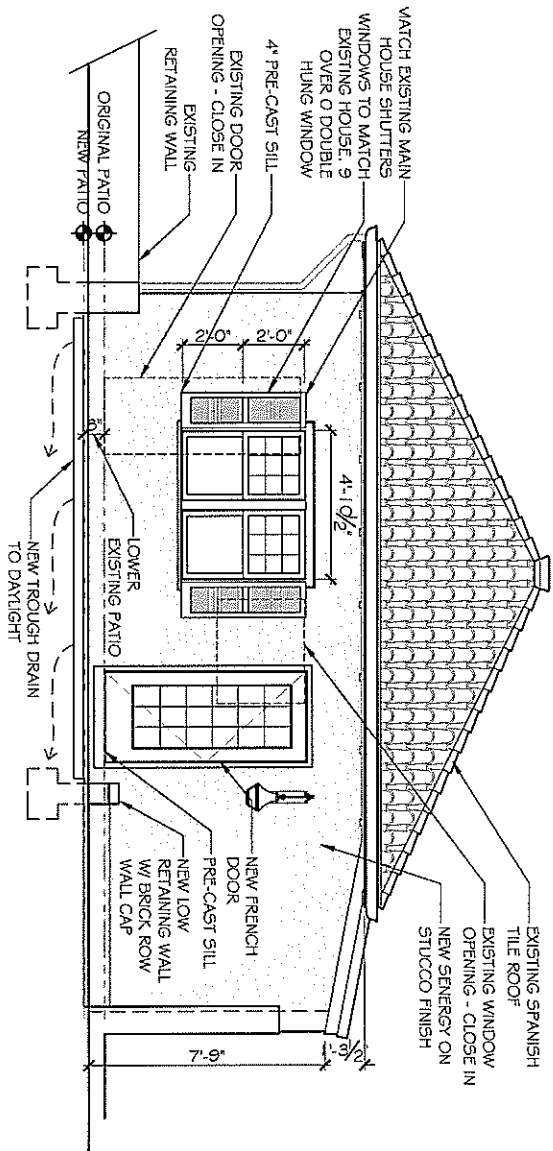 MATCH EXISTING MAIN
HOUSE SHUTTERS
WINDOWS TO MATCH
EXISTING HOUSE. 9
OVER 0 DOUBLE
HUNG WINDOW
4" PRE-CAST SILL
EXISTING DOOR
OPENING - CLOSE IN
EXISTING
RETAINING WALL
ORIGINAL PATIO
NEW PATIO
2'-0"
2'-0"
4'-1 0/2"
6"
LOWER
EXISTING PATIO
NEW TROUGH DRAIN
TO DAYLIGHT
EXISTING SPANISH
TILE ROOF
EXISTING WINDOW
OPENING - CLOSE IN
NEW SENERGY ON
STUCCO FINISH
NEW FRENCH
DOOR
PRE-CAST SILL
NEW LOW
RETAINING WALL
W/ BRICK ROW
WALL CAP
7'-9"